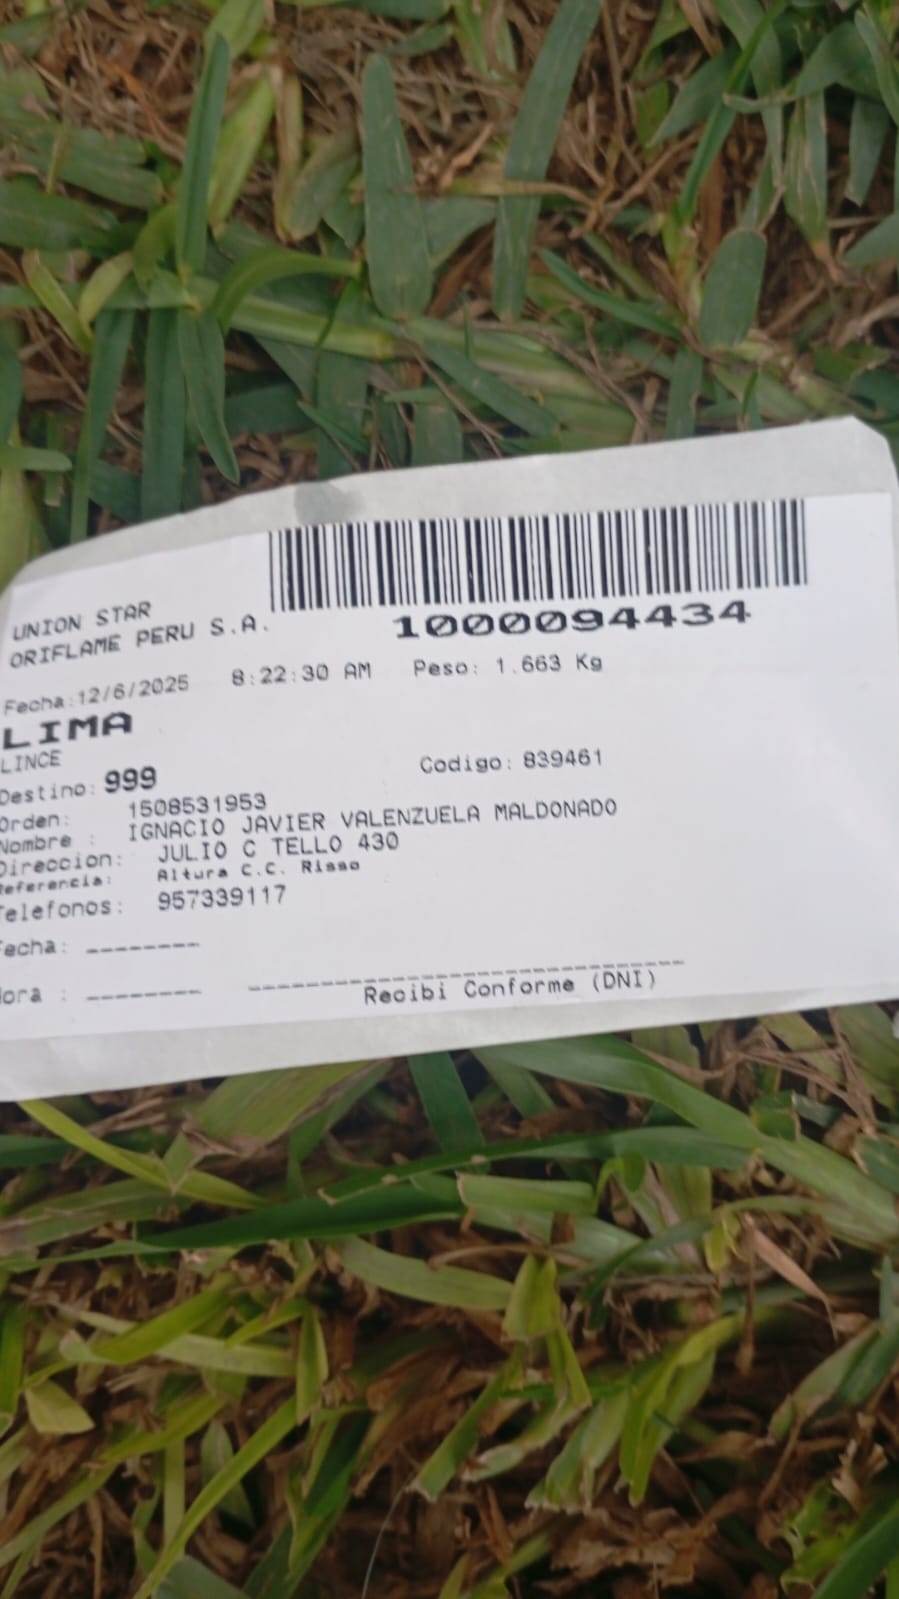 UNION STAR
ORIFLAME PERU S.A.
1000094434
Fecha:12/6/2025 8:22:30 AM Peso: 1.663 Kg
LIMA
LINCE
Destino: 999 Codigo: 839461
Orden: 1508531953
Nombre : IGNACIO JAVIER VALENZUELA MALDONADO
Direccion: JULIO C TELLO 430
Referencia: Altura C.C. Risso
Telefonos: 957339117
Fecha: --------
Hora : --------
Recibi Conforme (DNI)